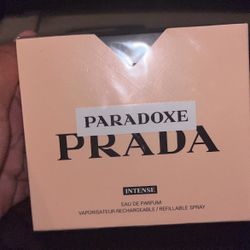 PARADOXE
PRADA
INTENSE
EAU DE PARFUM
VAPORISATEUR RECHARGEABLE / REFILLABLE SPRAY